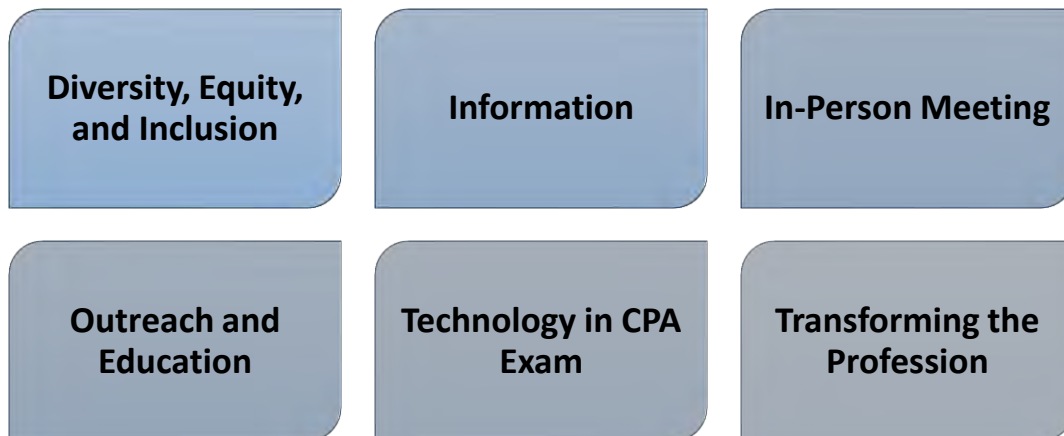 Diversity, Equity,
and Inclusion
Information
In-Person Meeting
Outreach and
Education
Technology in CPA
Exam
Transforming the
Profession